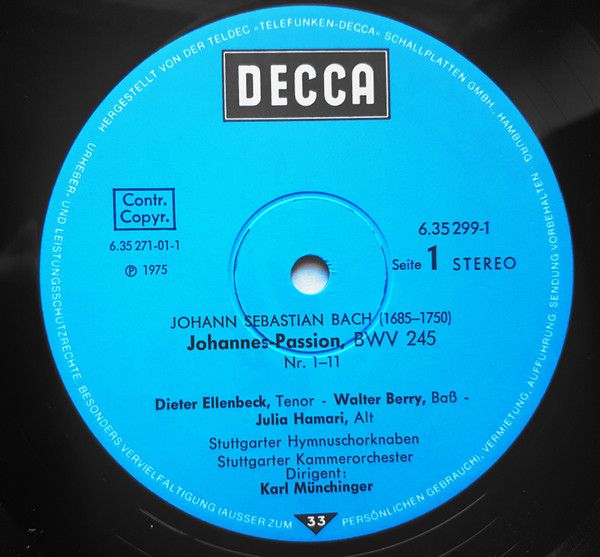 HERGESTELLT VON DER TELDEC »TELEFUNKEN-DECCA« SCHALLPLATTEN GMBH., HAMBURG
URHEBER- UND LEISTUNGSSCHUTZRECHTE, BESONDERS VERVIELFÄLTIGUNG (AUSSER ZUM PERSÖNLICHEN GEBRAUCH), VERMIETUNG, AUFFÜHRUNG, SENDUNG VORBEHALTEN.
DECCA
Contr.
Copyr.
6.35 271-01-1
℗ 1975
6.35 299-1
Seite 1 STEREO
JOHANN SEBASTIAN BACH (1685–1750)
Johannes-Passion, BWV 245
Nr. 1–11
Dieter Ellenbeck, Tenor - Walter Berry, Baß -
Julia Hamari, Alt
Stuttgarter Hymnuschorknaben
Stuttgarter Kammerorchester
Dirigent:
Karl Münchinger
33